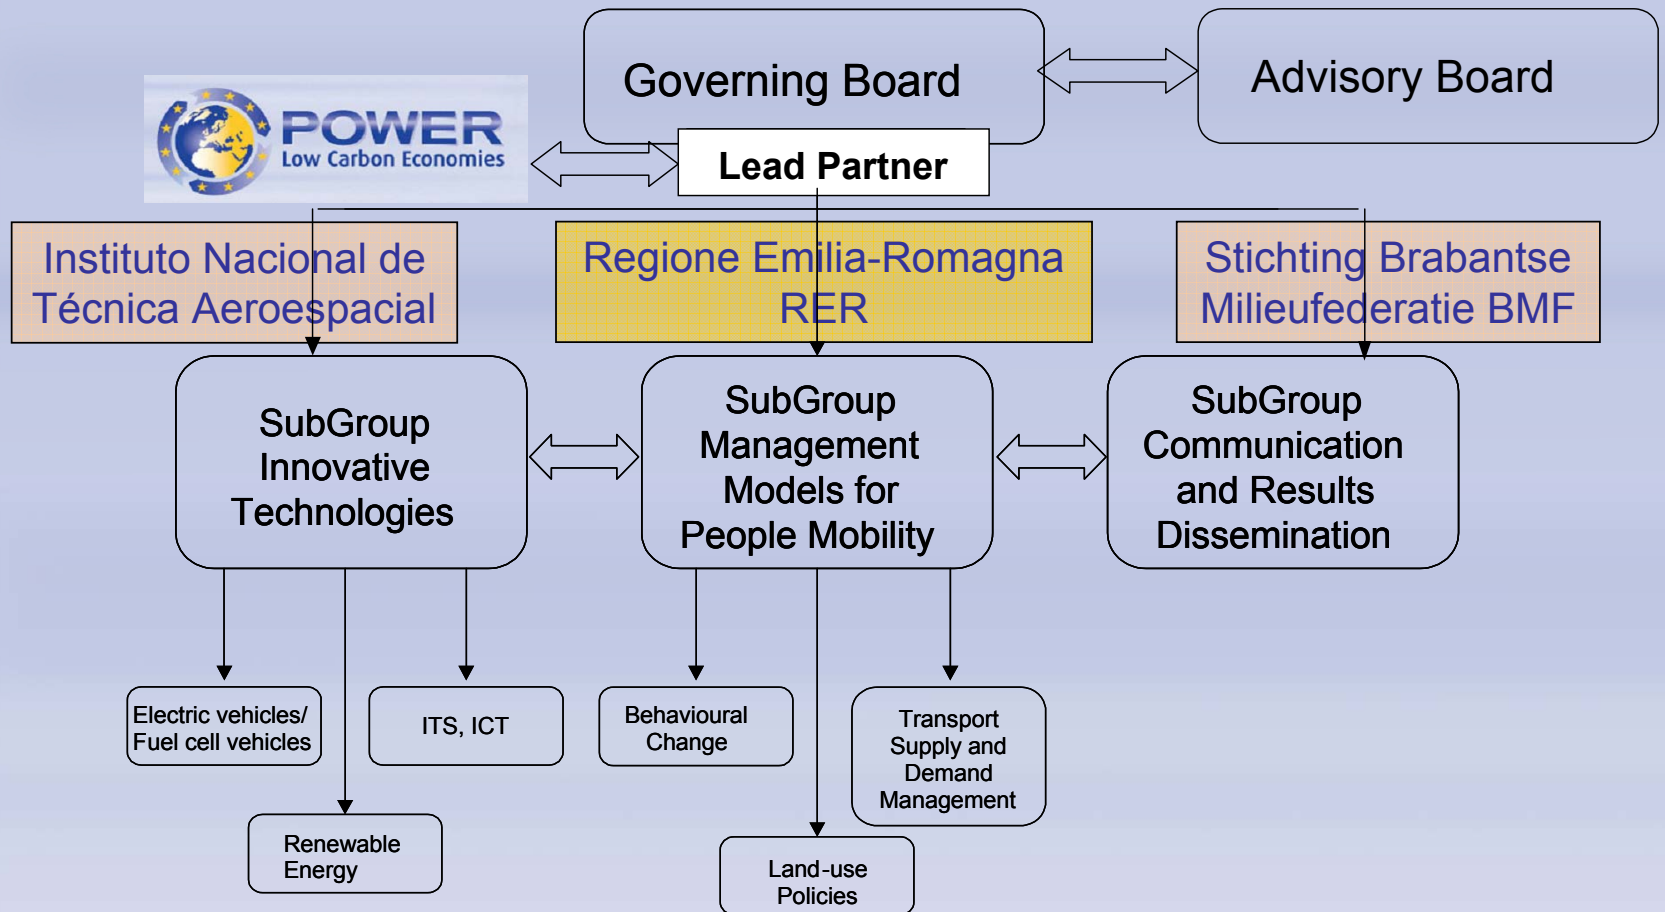 Governing Board
Advisory Board
POWER
Low Carbon Economies
Lead Partner
Instituto Nacional de
Técnica Aeroespacial
Regione Emilia-Romagna
RER
Stichting Brabantse
Milieufederatie BMF
SubGroup
Innovative
Technologies
SubGroup
Management
Models for
People Mobility
SubGroup
Communication
and Results
Dissemination
Electric vehicles/
Fuel cell vehicles
ITS, ICT
Behavioural
Change
Transport
Supply and
Demand
Management
Renewable
Energy
Land-use
Policies